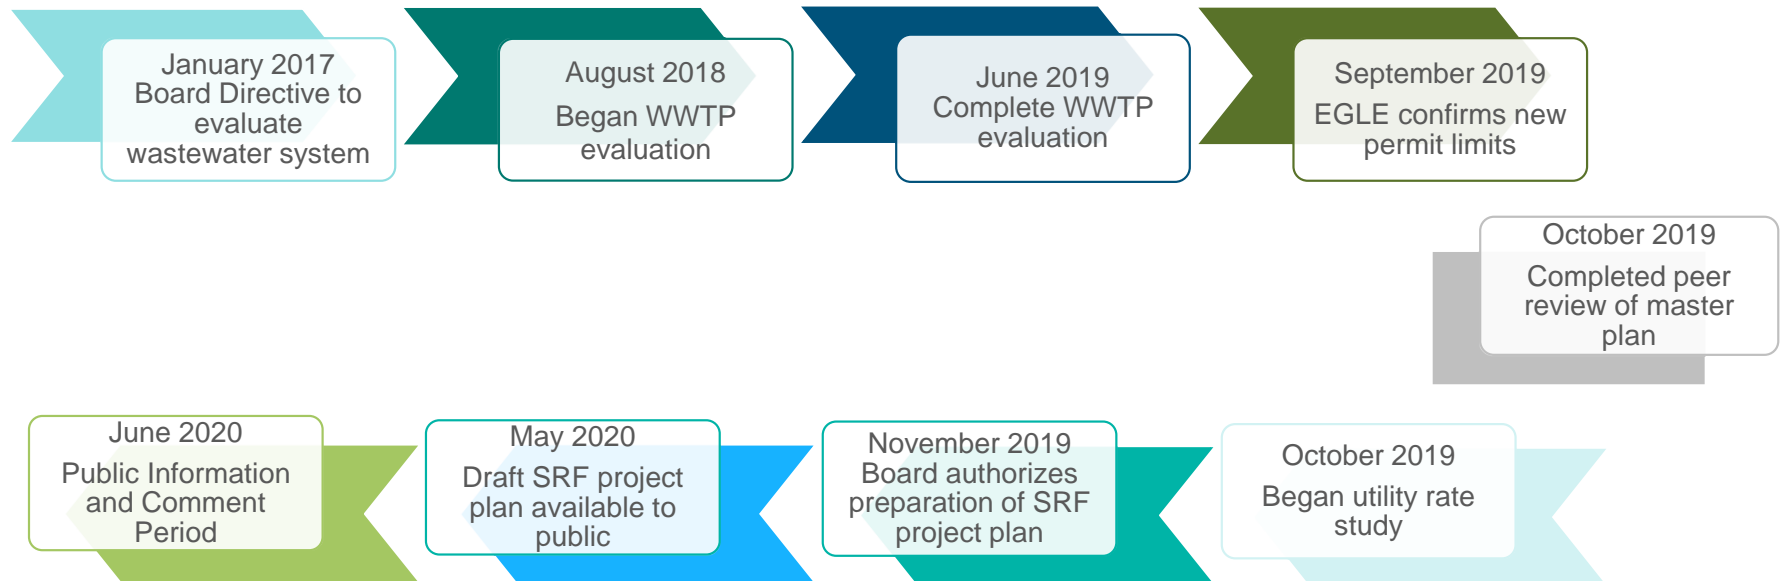 January 2017
Board Directive to
evaluate
wastewater system
August 2018
Began WWTP
evaluation
June 2019
Complete WWTP
evaluation
September 2019
EGLE confirms new
permit limits
October 2019
Completed peer
review of master
plan
October 2019
Began utility rate
study
November 2019
Board authorizes
preparation of SRF
project plan
May 2020
Draft SRF project
plan available to
public
June 2020
Public Information
and Comment
Period